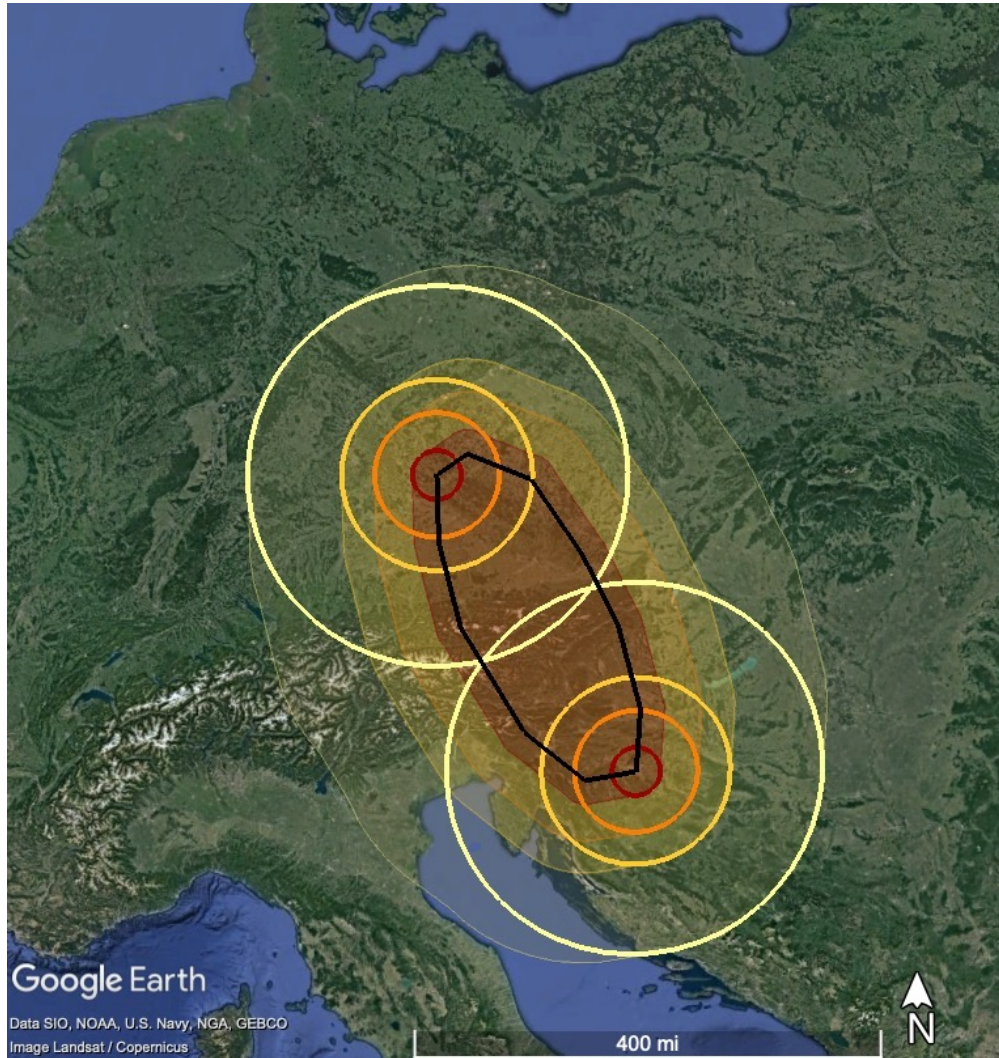 Google Earth
Data SIO, NOAA, U.S. Navy, NGA, GEBCO
Image Landsat / Copernicus
400 mi
N